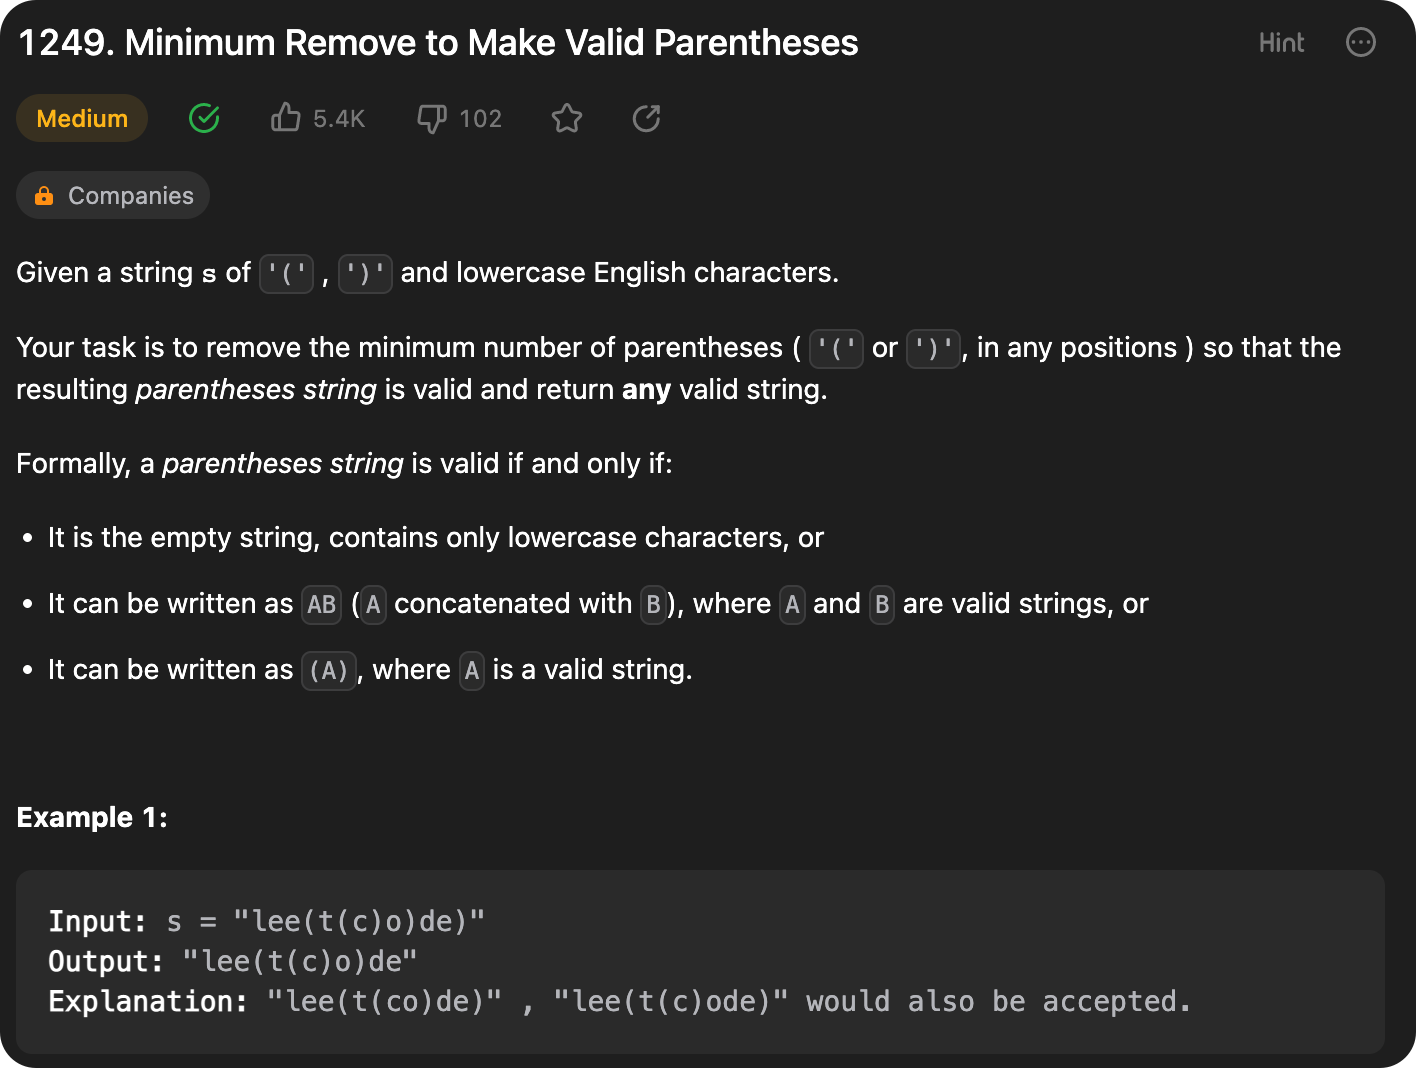 1249. Minimum Remove to Make Valid Parentheses
Hint
Medium
5.4K
102
Companies
Given a string s of '(' , ')' and lowercase English characters.
Your task is to remove the minimum number of parentheses ( '(' or ')', in any positions ) so that the
resulting parentheses string is valid and return any valid string.
Formally, a parentheses string is valid if and only if:
• It is the empty string, contains only lowercase characters, or
• It can be written as AB (A concatenated with B), where A and B are valid strings, or
• It can be written as (A), where A is a valid string.
Example 1:
Input: s = "lee(t(c)o)de)"
Output: "lee(t(c)o)de"
Explanation: "lee(t(co)de)" , "lee(t(c)ode)" would also be accepted.